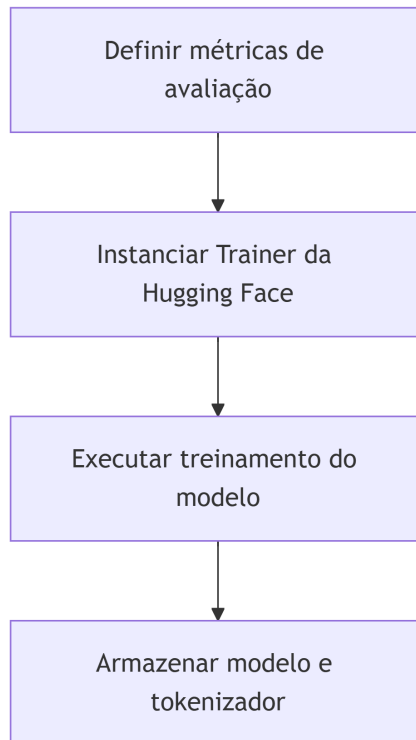 Definir métricas de
avaliação
Instanciar Trainer da
Hugging Face
Executar treinamento do
modelo
Armazenar modelo e
tokenizador